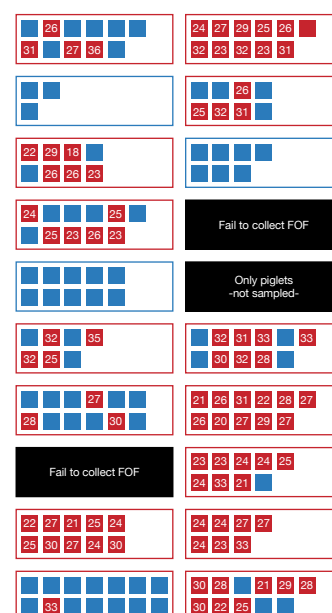 26
31 27 36
24 27 29 25 26
32 23 32 23 31
26
25 32 31
22 29 18
26 26 23
24 25
25 23 26 23
Fail to collect FOF
Only piglets
-not sampled-
32 35
32 25
32 31 33 33
30 32 28
27
28 30
21 26 31 22 28 27
26 20 27 29 27
Fail to collect FOF
23 23 24 24 25
24 33 21
22 27 21 25 24
25 30 27 24 30
24 24 27 27
24 23 33
33
30 28 21 29 28
30 22 25